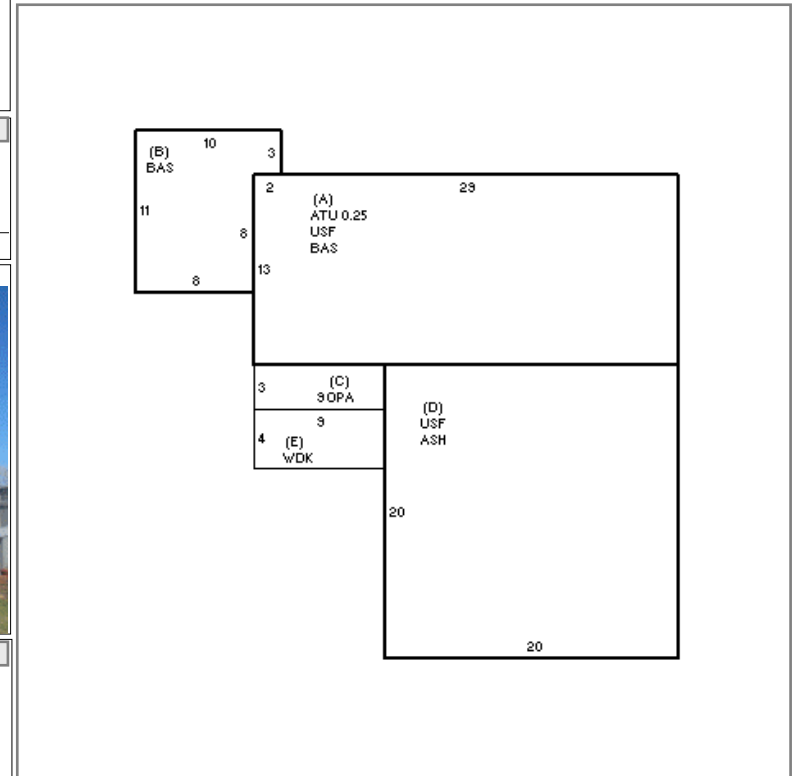 10
3
(B)
BAS
11
8
8
2
29
(A)
ATU 0.25
USF
BAS
13
3
(C)
9 OPA
9
4
(E)
WDK
(D)
USF
ASH
20
20